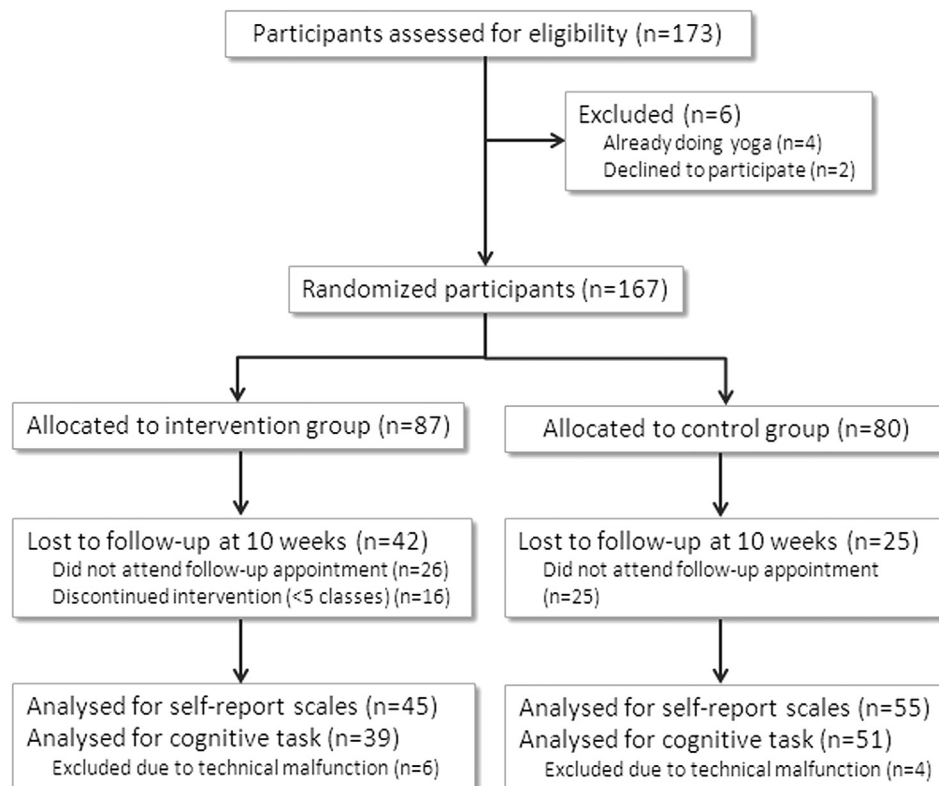 Participants assessed for eligibility (n=173)
Excluded (n=6)
Already doing yoga (n=4)
Declined to participate (n=2)
Randomized participants (n=167)
Allocated to intervention group (n=87)
Allocated to control group (n=80)
Lost to follow-up at 10 weeks (n=42)
Did not attend follow-up appointment (n=26)
Discontinued intervention (<5 classes) (n=16)
Lost to follow-up at 10 weeks (n=25)
Did not attend follow-up appointment
(n=25)
Analysed for self-report scales (n=45)
Analysed for cognitive task (n=39)
Excluded due to technical malfunction (n=6)
Analysed for self-report scales (n=55)
Analysed for cognitive task (n=51)
Excluded due to technical malfunction (n=4)